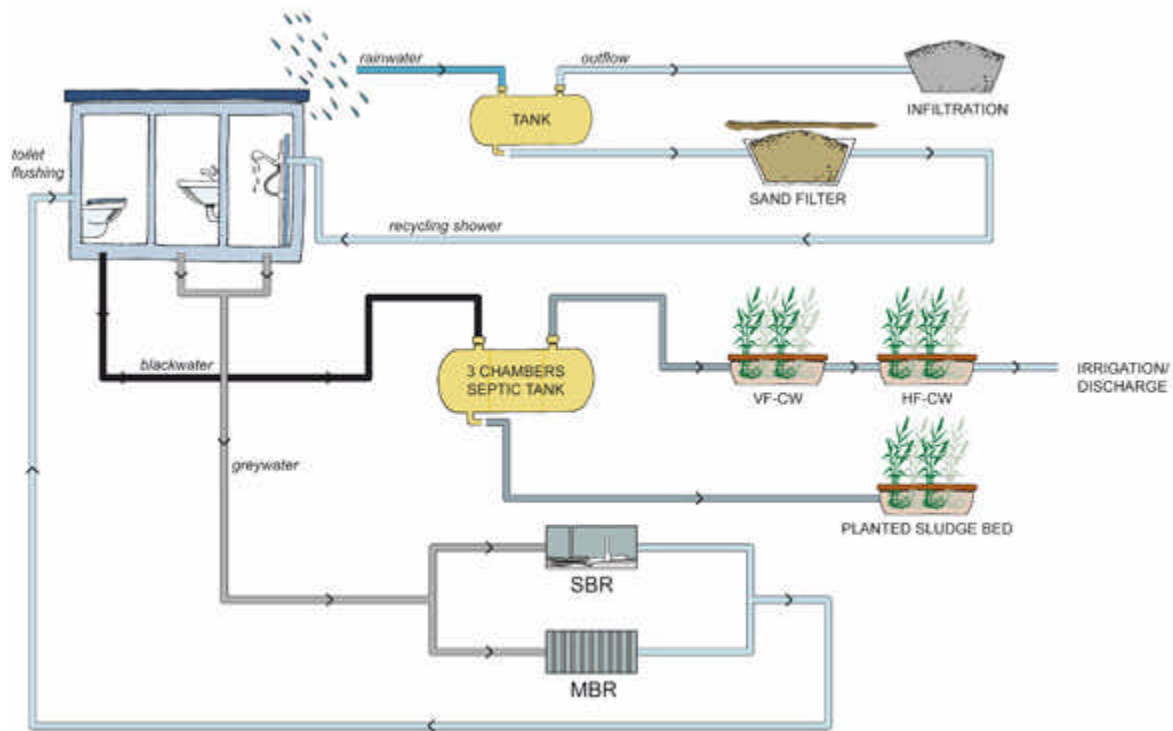 rainwater
outflow
TANK
INFILTRATION
toilet
flushing
SAND FILTER
recycling shower
blackwater
3 CHAMBERS
SEPTIC TANK
VF-CW
HF-CW
IRRIGATION/
DISCHARGE
greywater
PLANTED SLUDGE BED
SBR
MBR